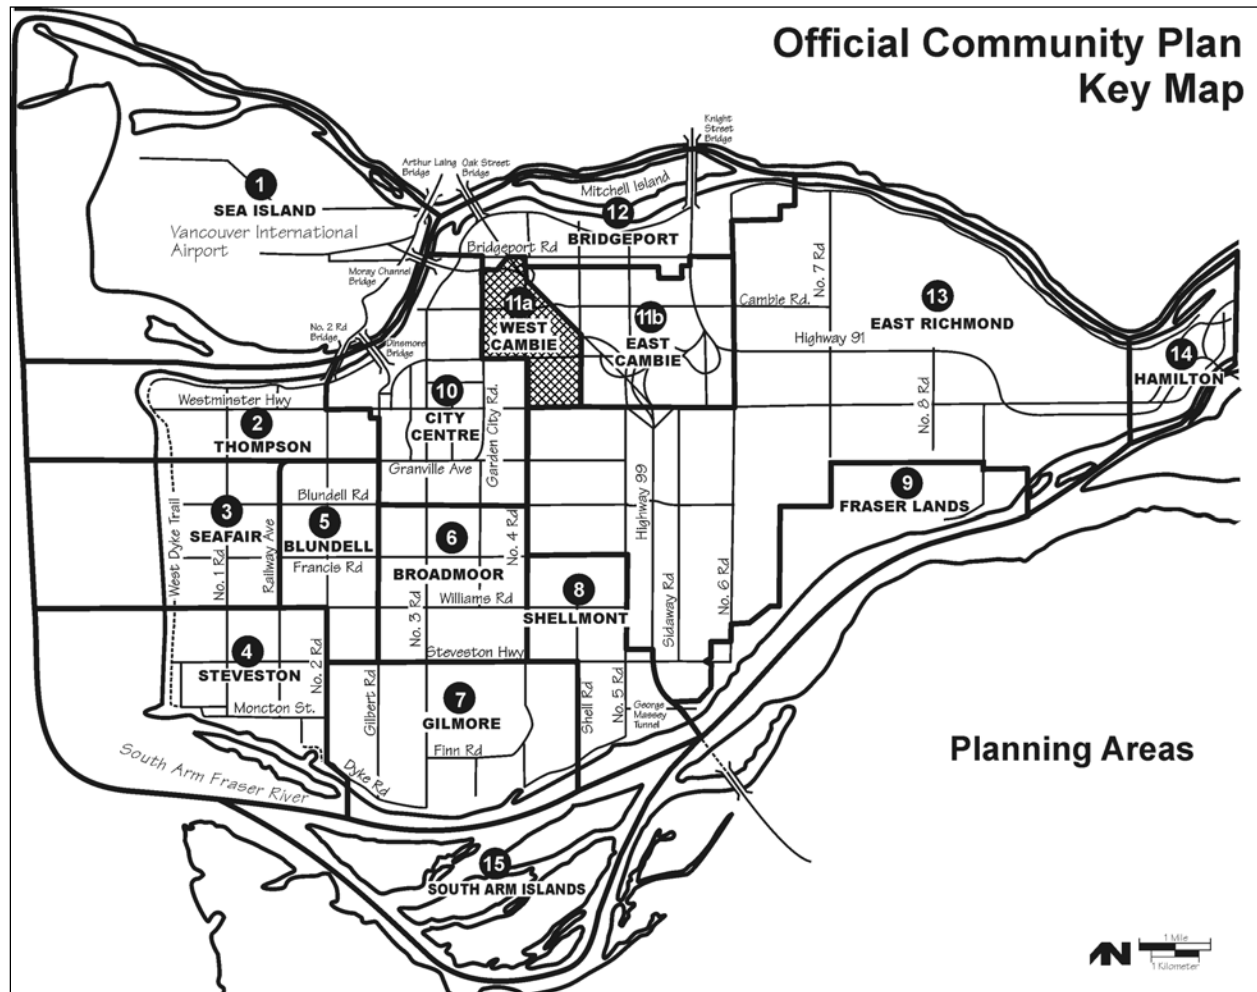 Official Community Plan
Key Map
Knight
Street
Bridge
Arthur Laing
Bridge
Oak Street
Bridge
Mitchell Island
1
SEA ISLAND
Vancouver International
Airport
12
BRIDGEPORT
Bridgeport Rd
Moray Channel
Bridge
No. 7 Rd
11a
WEST
CAMBIE
11b
EAST
CAMBIE
Cambie Rd.
13
EAST RICHMOND
No. 2 Rd
Bridge
Dinsmore
Bridge
Highway 91
14
HAMILTON
Westminster Hwy
10
CITY
CENTRE
Garden City Rd.
No. 8 Rd
2
THOMPSON
Granville Ave
Highway 99
9
FRASER LANDS
Blundell Rd
West Dyke Trail
3
SEAFAIR
No. 1 Rd
Railway Ave
5
BLUNDELL
Francis Rd
6
BROADMOOR
No. 4 Rd
Williams Rd
No. 3 Rd
8
SHELLMONT
Sidaway Rd
No. 6 Rd
4
STEVESTON
No. 2 Rd
Steveston Hwy
Moncton St.
Gilbert Rd
7
GILMORE
Finn Rd
Shell Rd
No. 5 Rd
George
Massey
Tunnel
Planning Areas
South Arm Fraser River
Dyke Rd
15
SOUTH ARM ISLANDS
N
1 Mile
1 Kilometer